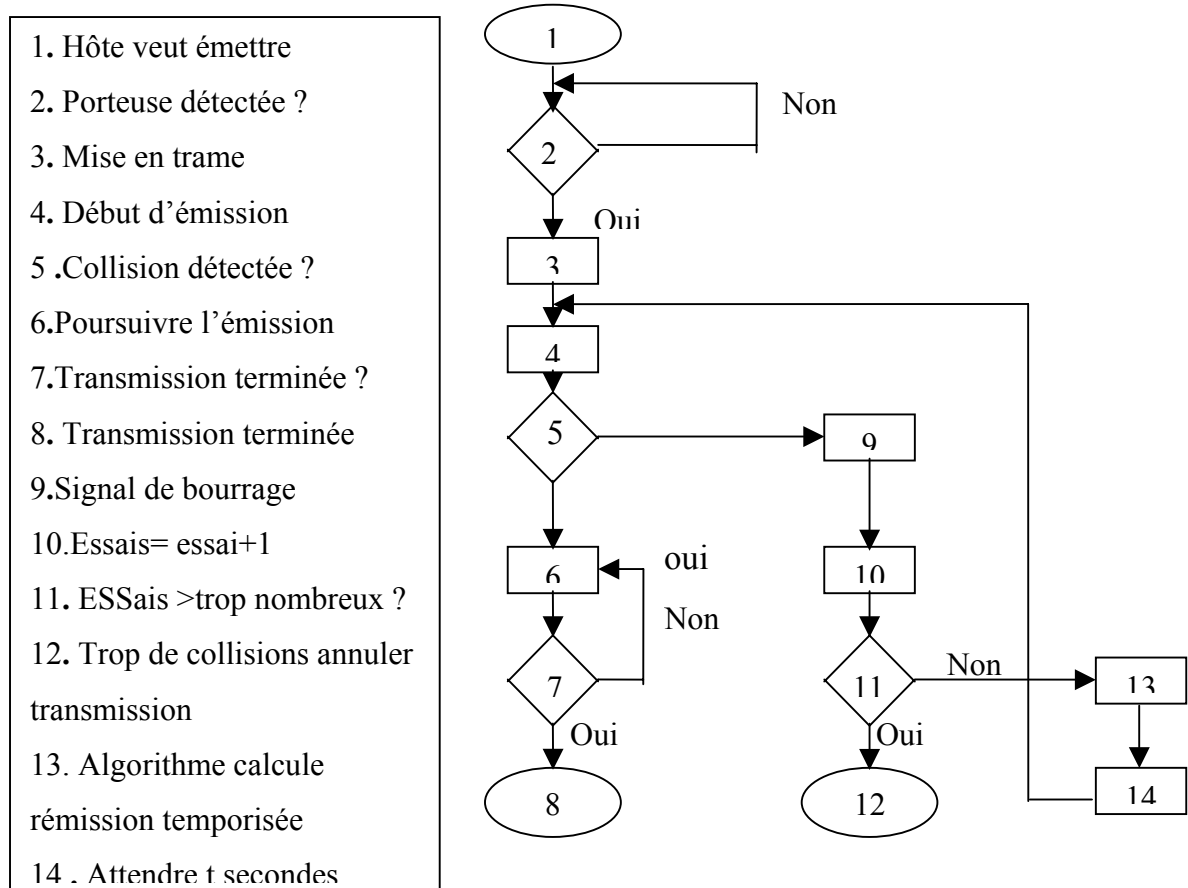 1. Hôte veut émettre
2. Porteuse détectée ?
3. Mise en trame
4. Début d'émission
5 .Collision détectée ?
6.Poursuivre l'émission
7.Transmission terminée ?
8. Transmission terminée
9.Signal de bourrage
10.Essais= essai+1
11. ESSais >trop nombreux ?
12. Trop de collisions annuler
transmission
13. Algorithme calcule
rémission temporisée
14 . Attendre t secondes
1
Non
2
Oui
3
4
5
9
6
oui
10
Non
7
11
Non
13
Oui
Oui
8
12
14